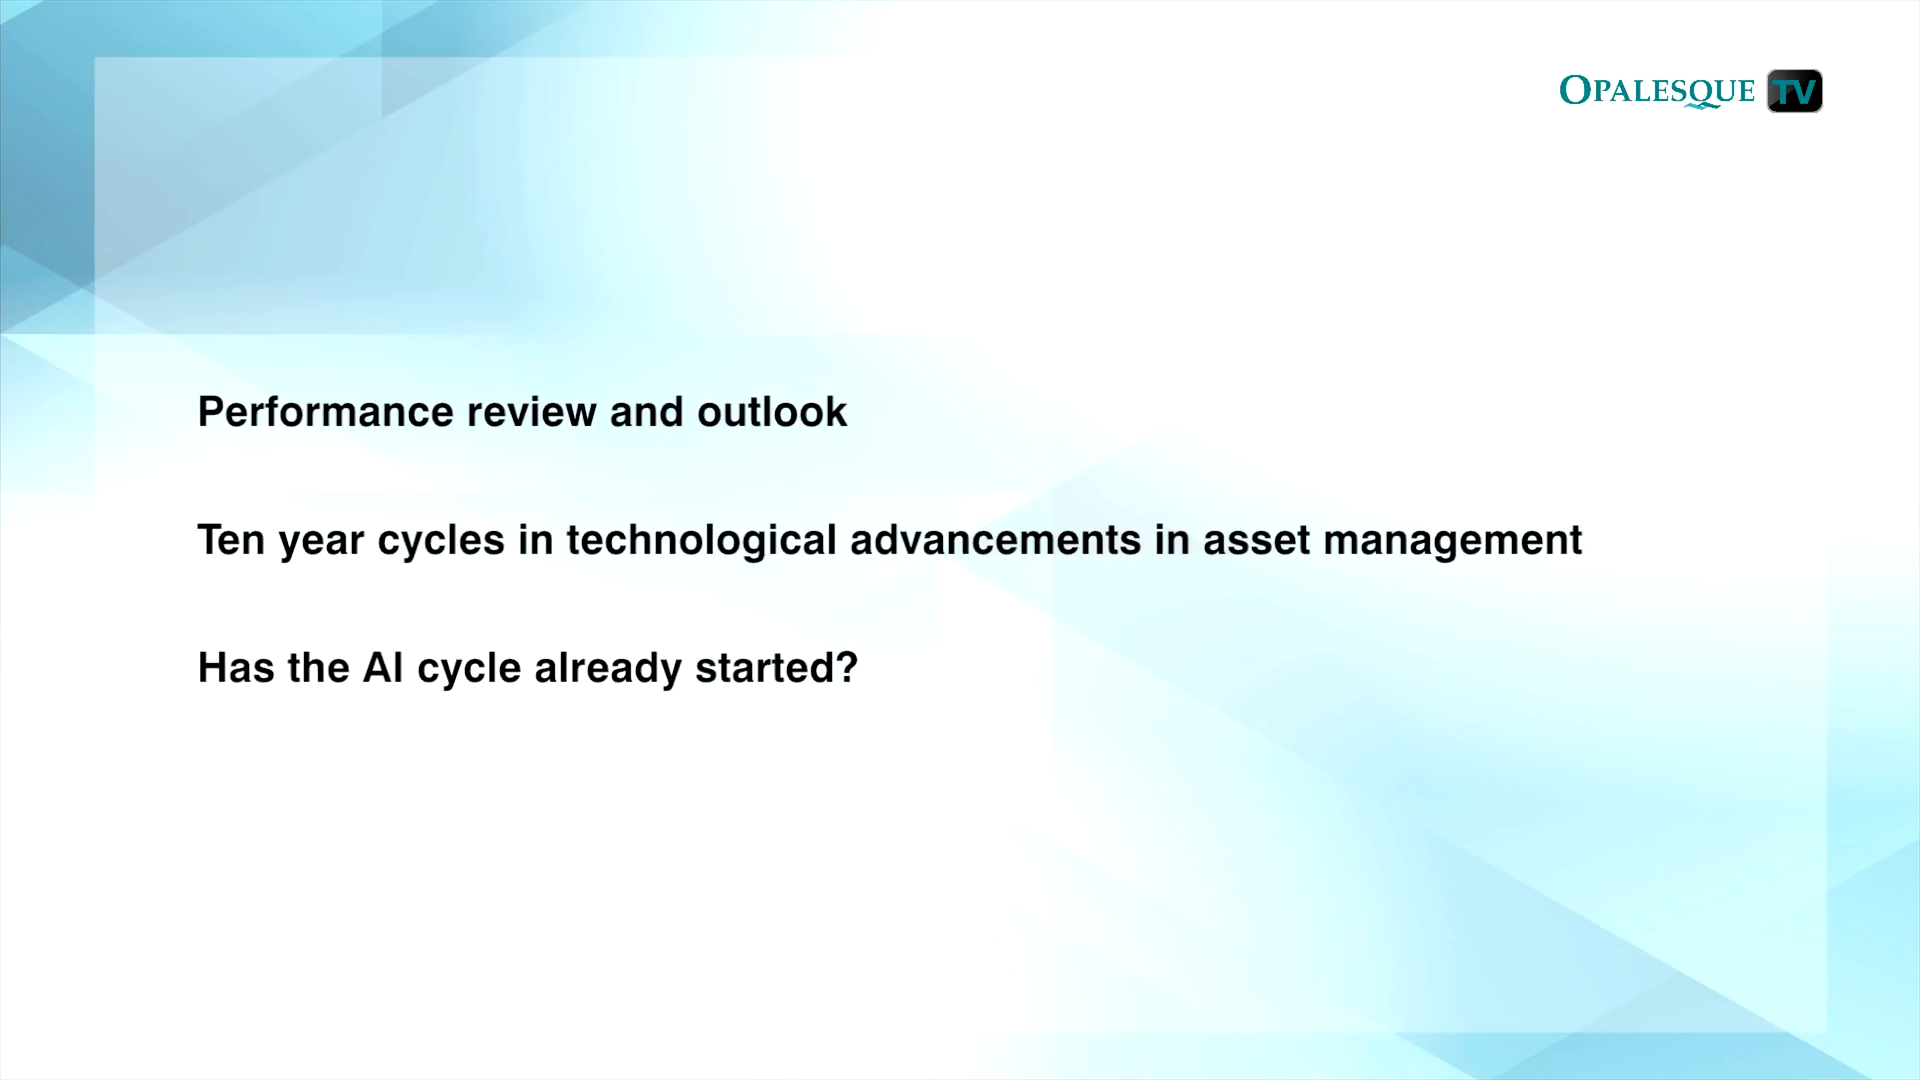 OPALESQUE TV
Performance review and outlook
Ten year cycles in technological advancements in asset management
Has the AI cycle already started?